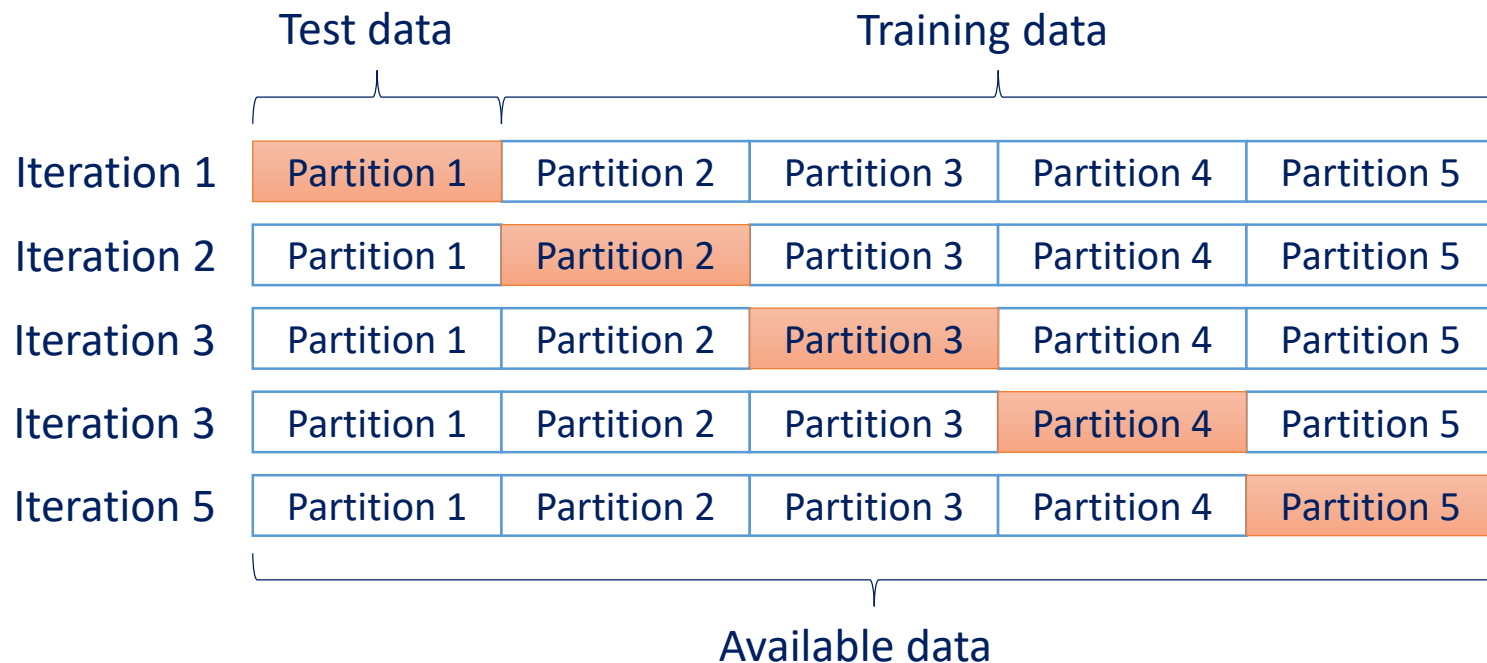 Test data Training data
Iteration 1 Partition 1 Partition 2 Partition 3 Partition 4 Partition 5
Iteration 2 Partition 1 Partition 2 Partition 3 Partition 4 Partition 5
Iteration 3 Partition 1 Partition 2 Partition 3 Partition 4 Partition 5
Iteration 3 Partition 1 Partition 2 Partition 3 Partition 4 Partition 5
Iteration 5 Partition 1 Partition 2 Partition 3 Partition 4 Partition 5
Available data